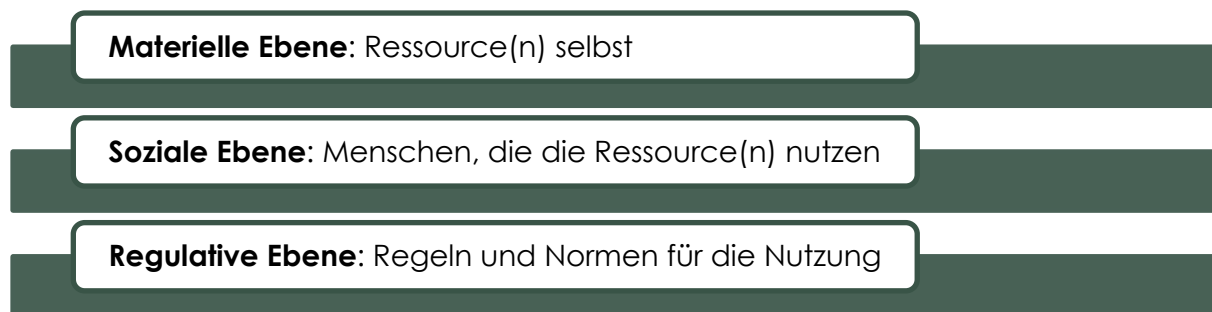 Materielle Ebene: Ressource(n) selbst
Soziale Ebene: Menschen, die die Ressource(n) nutzen
Regulative Ebene: Regeln und Normen für die Nutzung